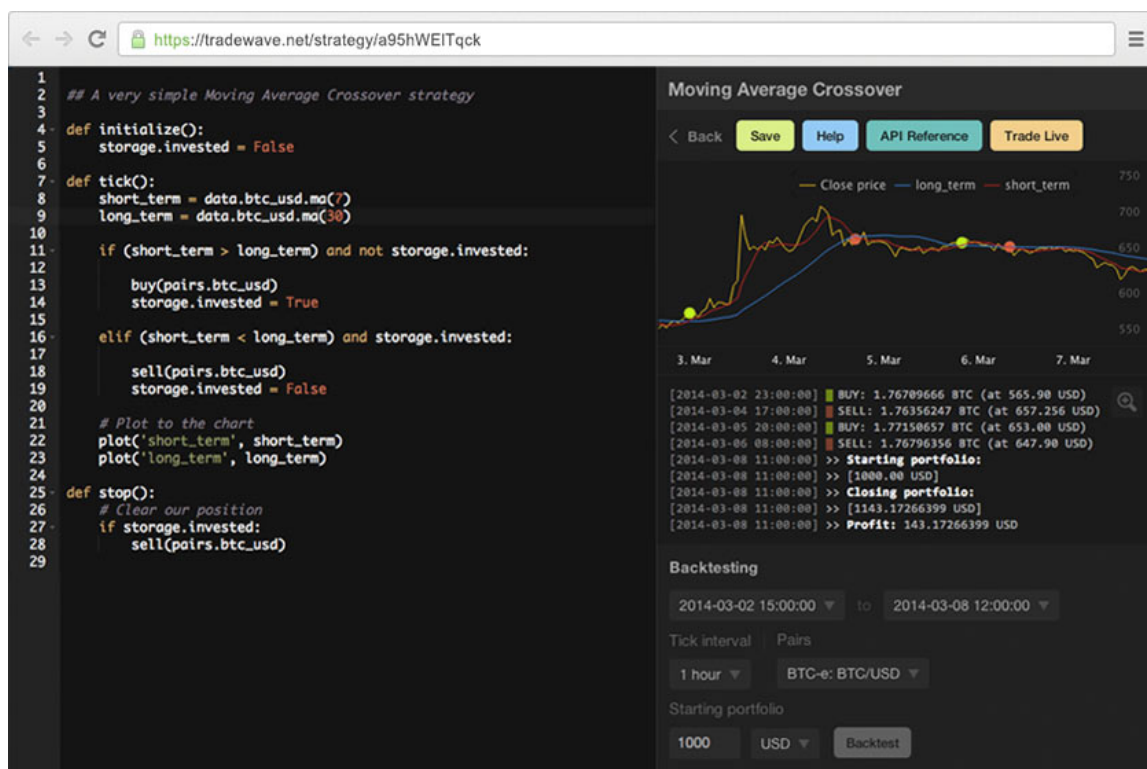 https://tradewave.net/strategy/a95hWEITqck
1
2 ## A very simple Moving Average Crossover strategy
3
4 def initialize():
5 storage.invested = False
6
7 def tick():
8 short_term = data.btc_usd.ma(7)
9 long_term = data.btc_usd.ma(30)
10
11 if (short_term > long_term) and not storage.invested:
12
13 buy(pairs.btc_usd)
14 storage.invested = True
15
16 elif (short_term < long_term) and storage.invested:
17
18 sell(pairs.btc_usd)
19 storage.invested = False
20
21 # Plot to the chart
22 plot('short_term', short_term)
23 plot('long_term', long_term)
24
25 def stop():
26 # Clear our position
27 if storage.invested:
28 sell(pairs.btc_usd)
29
Moving Average Crossover
Back Save Help API Reference Trade Live
Close price long_term short_term
750
700
650
600
550
3. Mar 4. Mar 5. Mar 6. Mar 7. Mar
[2014-03-02 23:00:00] BUY: 1.76709666 BTC (at 565.90 USD)
[2014-03-04 17:00:00] SELL: 1.76356247 BTC (at 657.256 USD)
[2014-03-05 20:00:00] BUY: 1.77150657 BTC (at 653.00 USD)
[2014-03-06 08:00:00] SELL: 1.76796356 BTC (at 647.90 USD)
[2014-03-08 11:00:00] >> Starting portfolio:
[2014-03-08 11:00:00] >> [1000.00 USD]
[2014-03-08 11:00:00] >> Closing portfolio:
[2014-03-08 11:00:00] >> [1143.17266399 USD]
[2014-03-08 11:00:00] >> Profit: 143.17266399 USD
Backtesting
2014-03-02 15:00:00 to 2014-03-08 12:00:00
Tick interval Pairs
1 hour BTC-e: BTC/USD
Starting portfolio
1000 USD Backtest